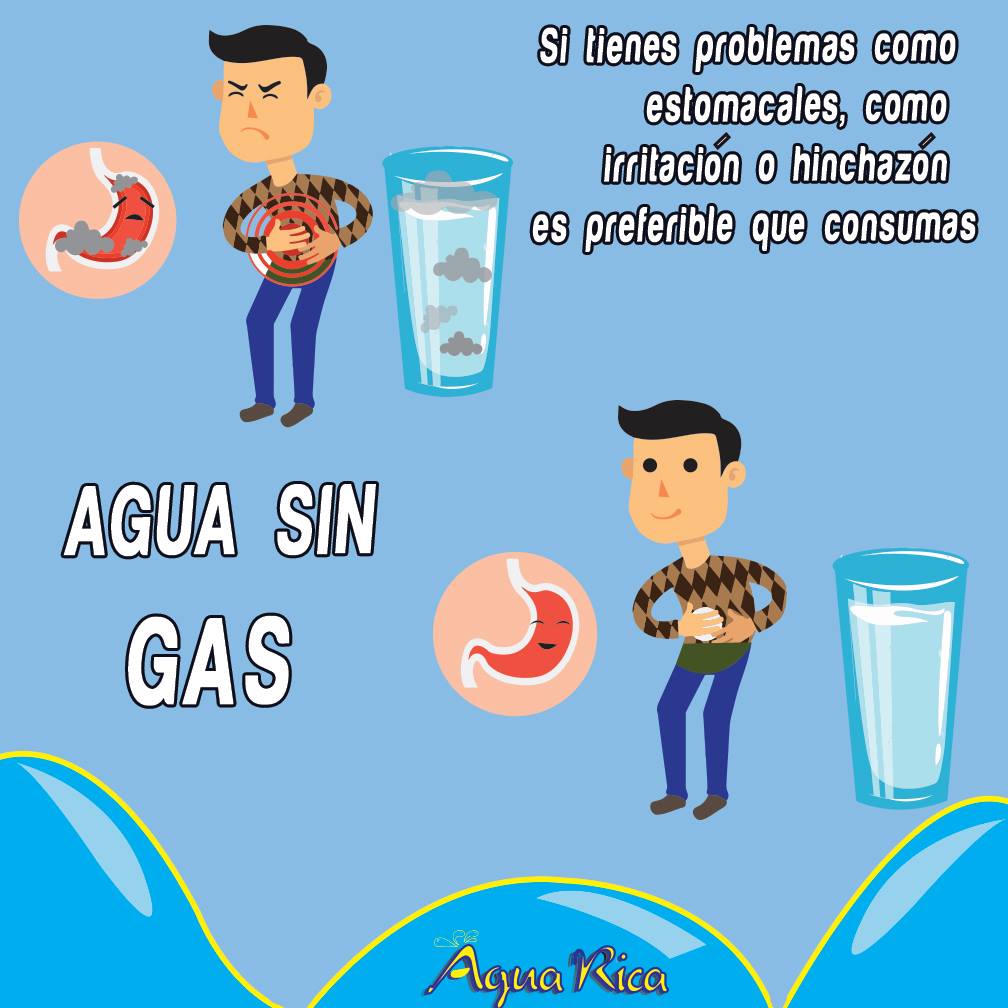 Si tienes problemas como
estomacales, como
irritación o hinchazón
es preferible que consumas
AGUA SIN
GAS
Agua Rica